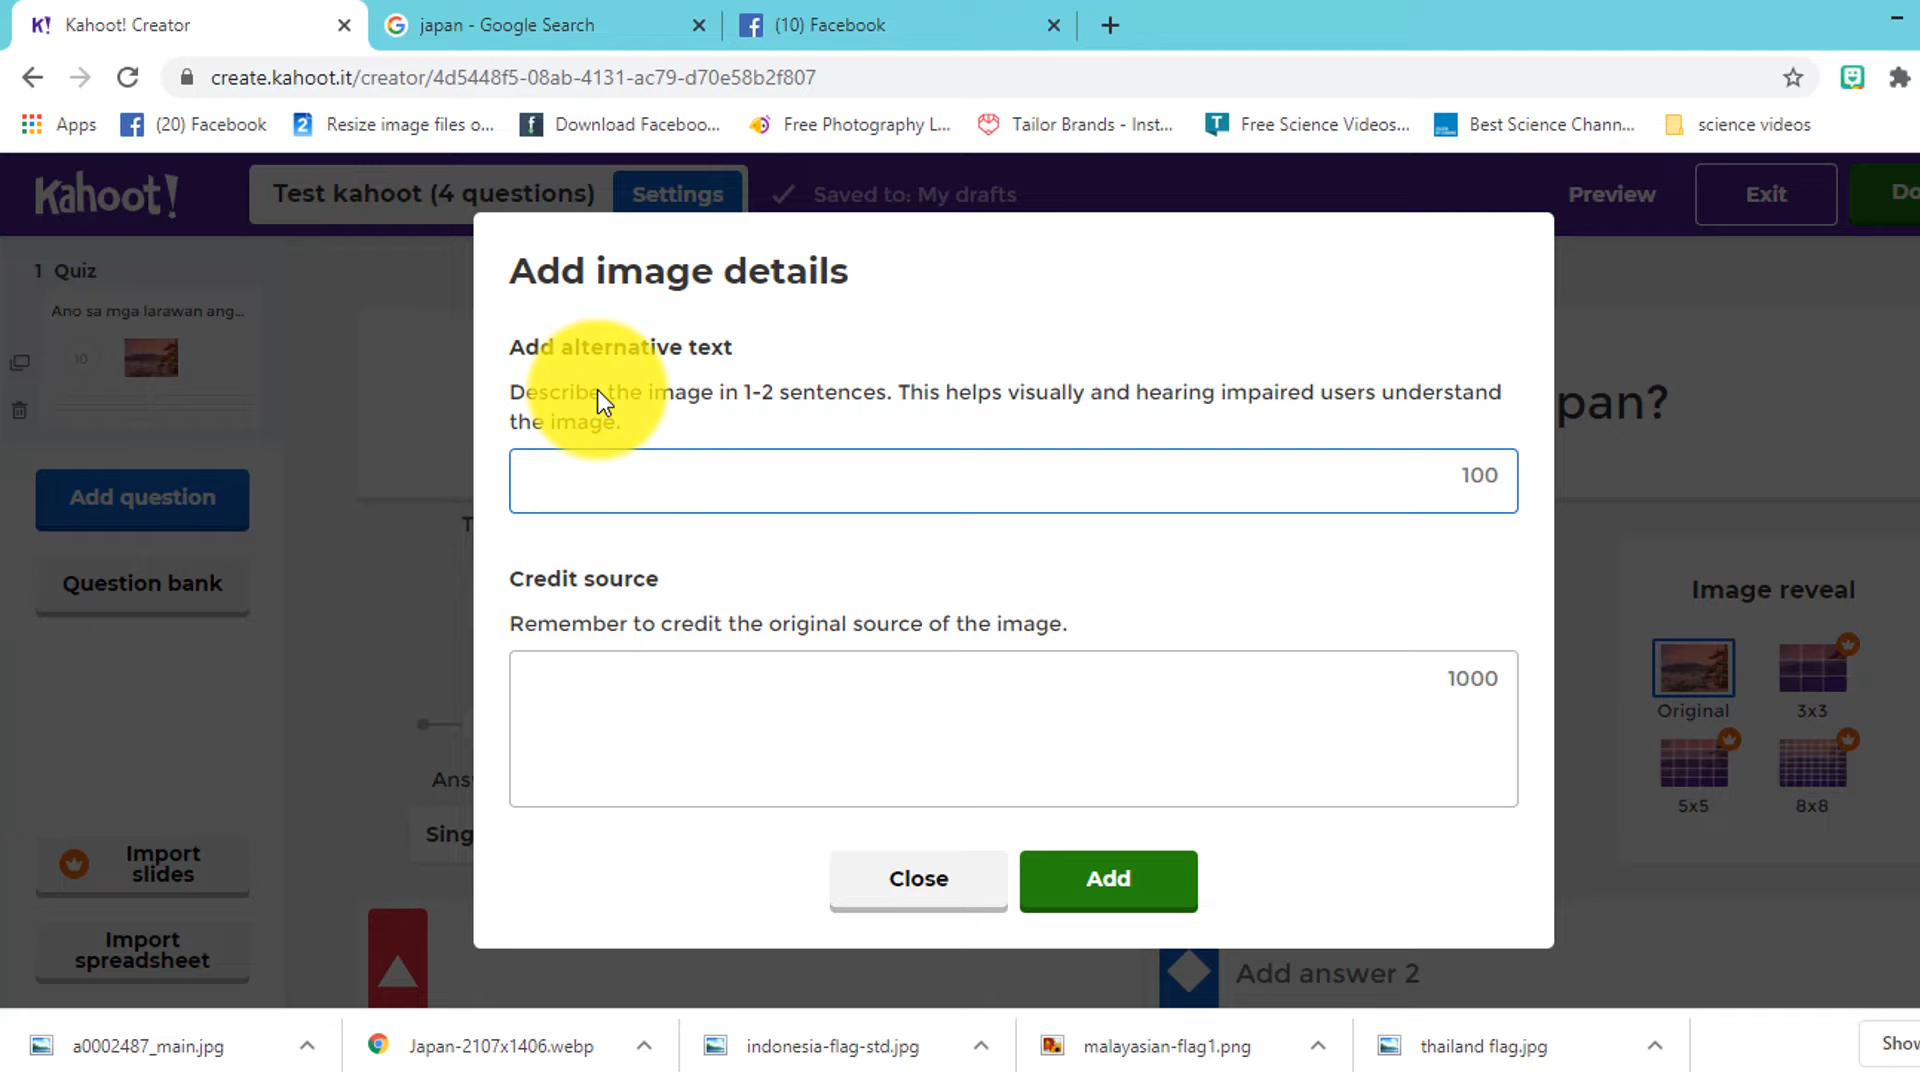 Kahoot! Creator
japan - Google Search
(10) Facebook
create.kahoot.it/creator/4d5448f5-08ab-4131-ac79-d70e58b2f807
Apps
(20) Facebook
Resize image files o...
Download Faceboo...
Free Photography L...
Tailor Brands - Inst...
Free Science Videos...
Best Science Chann...
science videos
Kahoot!
Test kahoot (4 questions)
Settings
Saved to: My drafts
Preview
Exit
Do
1 Quiz
Ano sa mga larawan ang...
10
Add question
Question bank
Import
slides
Import
spreadsheet
Add image details
Add alternative text
Describe the image in 1-2 sentences. This helps visually and hearing impaired users understand
the image.
100
Credit source
Remember to credit the original source of the image.
1000
Close
Add
pan?
T
Ans
Sing
Image reveal
Original
3x3
5x5
8x8
Add answer 2
a0002487_main.jpg
Japan-2107x1406.webp
indonesia-flag-std.jpg
malayasian-flag1.png
thailand flag.jpg
Show